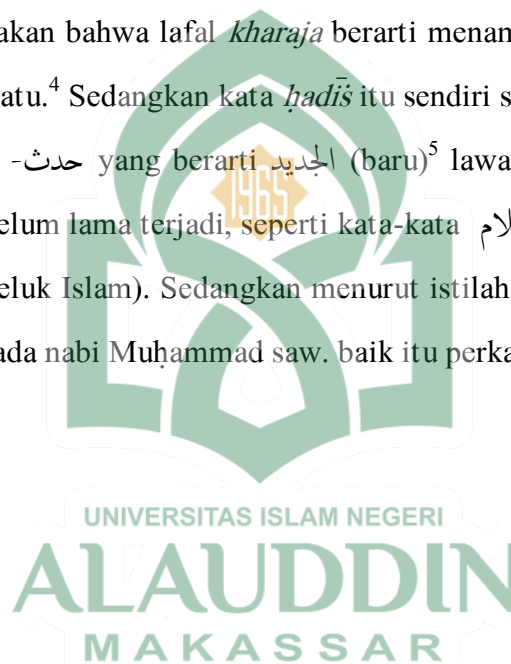 akan bahwa lafal kharaja berarti menam
atu.4 Sedangkan kata ḥadīṡ itu sendiri s
حدث- yang berarti الجديد (baru)5 lawa
elum lama terjadi, seperti kata-kata لام
eluk Islam). Sedangkan menurut istilah
ada nabi Muḥammad saw. baik itu perka
1965
UNIVERSITAS ISLAM NEGERI
ALAUDDIN
MAKASSAR